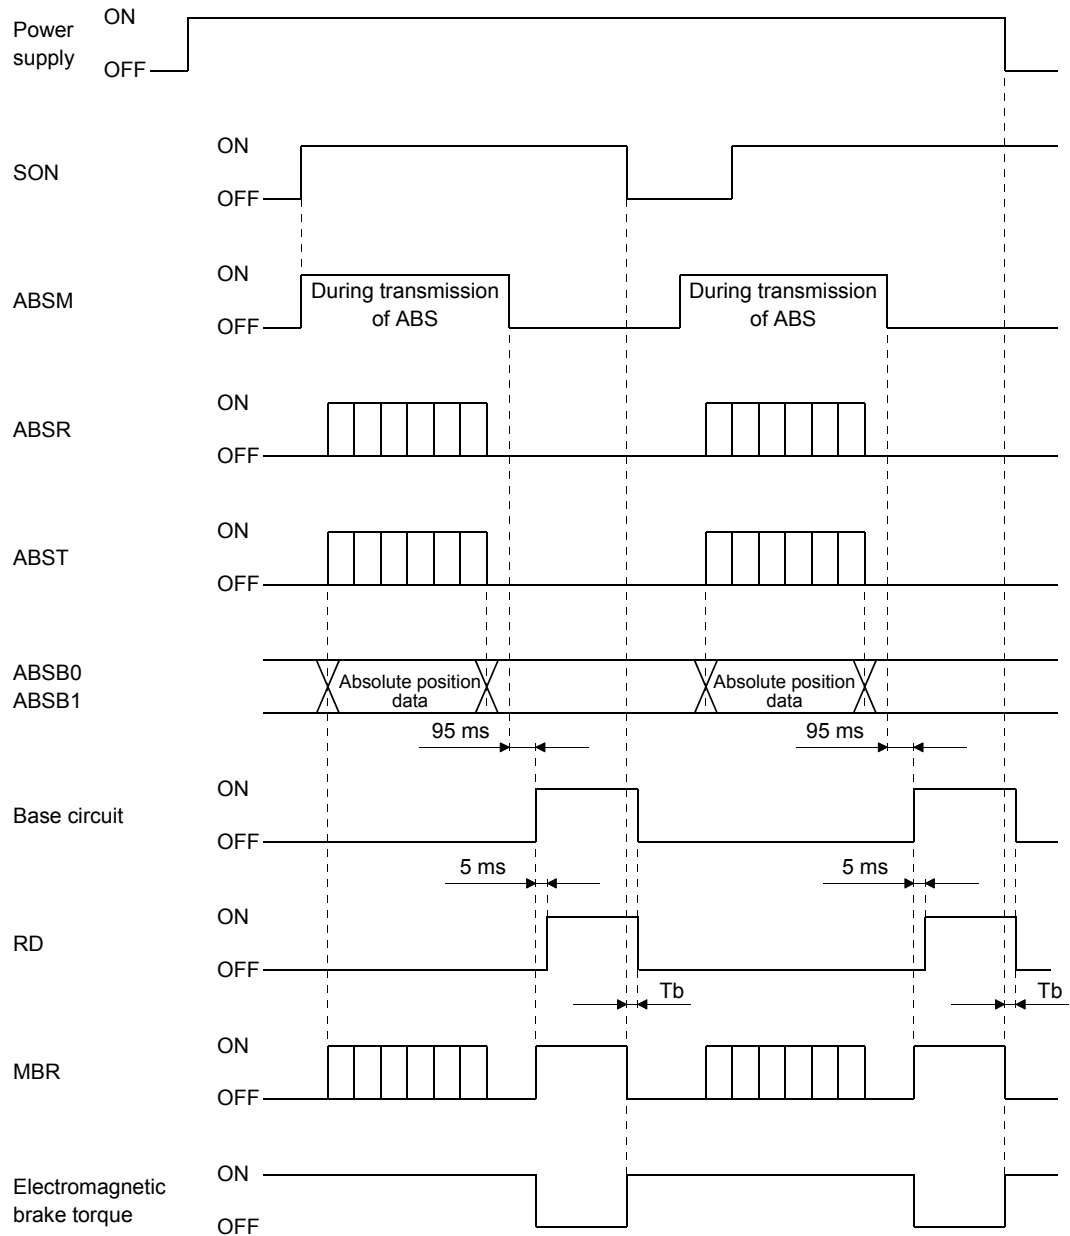 Power
supply
ON
OFF
SON
ON
OFF
ABSM
ON
OFF
During transmission
of ABS
During transmission
of ABS
ABSR
ON
OFF
ABST
ON
OFF
ABSB0
ABSB1
Absolute position
data
Absolute position
data
95 ms
95 ms
Base circuit
ON
OFF
5 ms
5 ms
RD
ON
OFF
Tb
Tb
MBR
ON
OFF
Electromagnetic
brake torque
ON
OFF